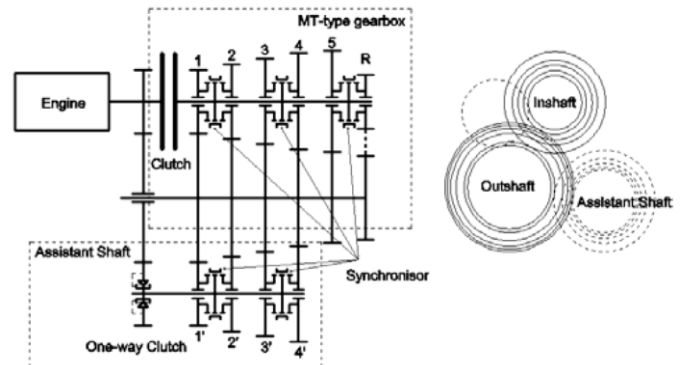 MT-type gearbox
1 2 3 4 5 R
Engine
Clutch
Inshaft
Outshaft
Assistant Shaft
Assistant Shaft
Synchronisor
One-way Clutch
1' 2' 3' 4'